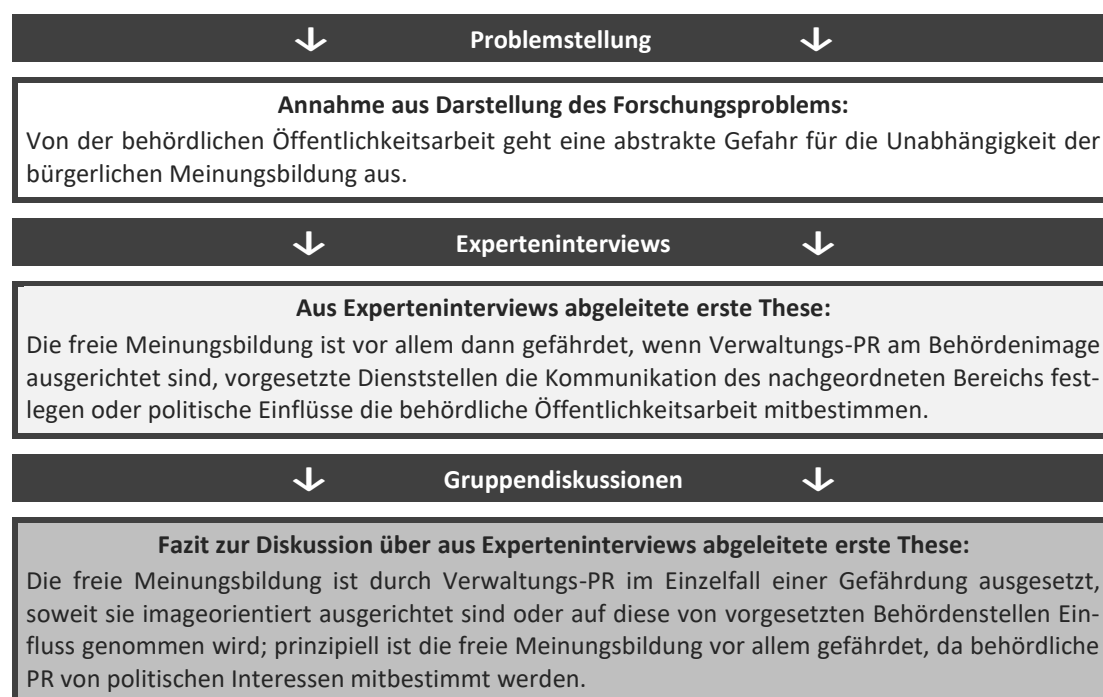 Problemstellung
Annahme aus Darstellung des Forschungsproblems:
Von der behördlichen Öffentlichkeitsarbeit geht eine abstrakte Gefahr für die Unabhängigkeit der
bürgerlichen Meinungsbildung aus.
Experteninterviews
Aus Experteninterviews abgeleitete erste These:
Die freie Meinungsbildung ist vor allem dann gefährdet, wenn Verwaltungs-PR am Behördenimage
ausgerichtet sind, vorgesetzte Dienststellen die Kommunikation des nachgeordneten Bereichs fest-
legen oder politische Einflüsse die behördliche Öffentlichkeitsarbeit mitbestimmen.
Gruppendiskussionen
Fazit zur Diskussion über aus Experteninterviews abgeleitete erste These:
Die freie Meinungsbildung ist durch Verwaltungs-PR im Einzelfall einer Gefährdung ausgesetzt,
soweit sie imageorientiert ausgerichtet sind oder auf diese von vorgesetzten Behördenstellen Ein-
fluss genommen wird; prinzipiell ist die freie Meinungsbildung vor allem gefährdet, da behördliche
PR von politischen Interessen mitbestimmt werden.